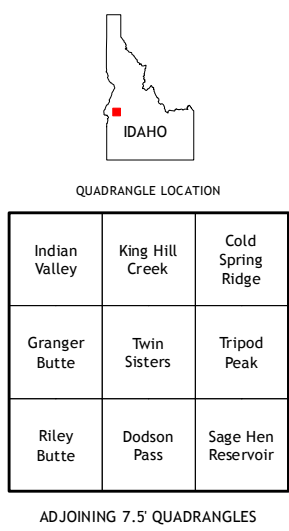 IDAHO
QUADRANGLE LOCATION
Indian
Valley
King Hill
Creek
Cold
Spring
Ridge
Granger
Butte
Twin
Sisters
Tripod
Peak
Riley
Butte
Dodson
Pass
Sage Hen
Reservoir
ADJOINING 7.5' QUADRANGLES